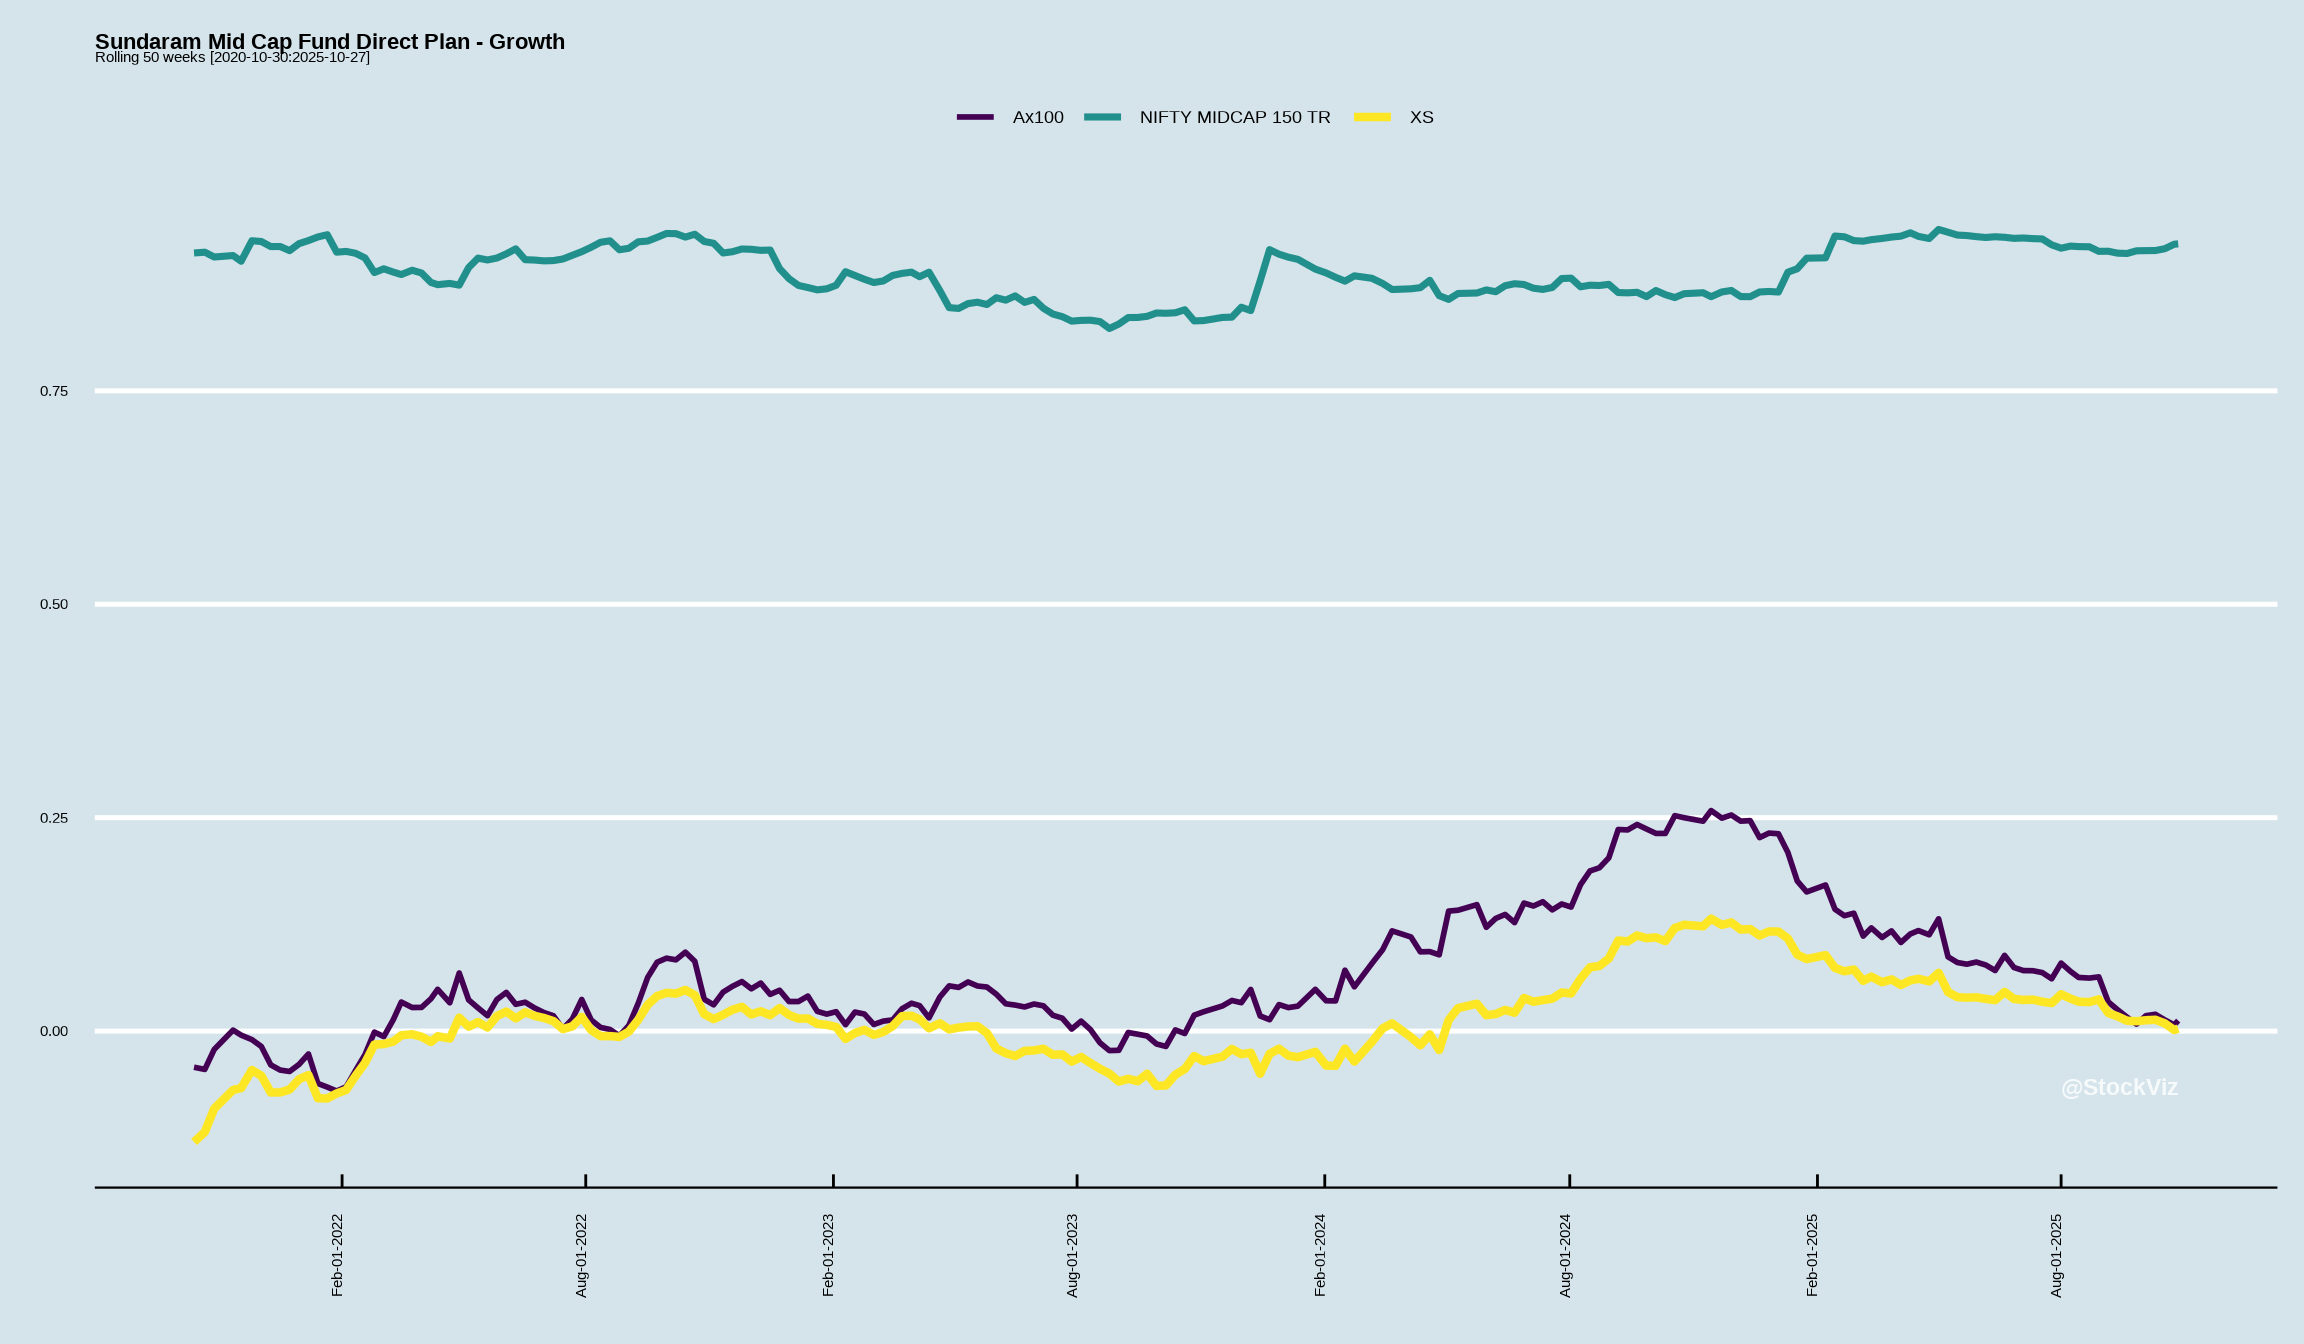 Sundaram Mid Cap Fund Direct Plan - Growth
Rolling 50 weeks [2020-10-30:2025-10-27]
Ax100 NIFTY MIDCAP 150 TR XS
0.75
0.50
0.25
0.00
@StockViz
Feb-01-2022 Aug-01-2022 Feb-01-2023 Aug-01-2023 Feb-01-2024 Aug-01-2024 Feb-01-2025 Aug-01-2025